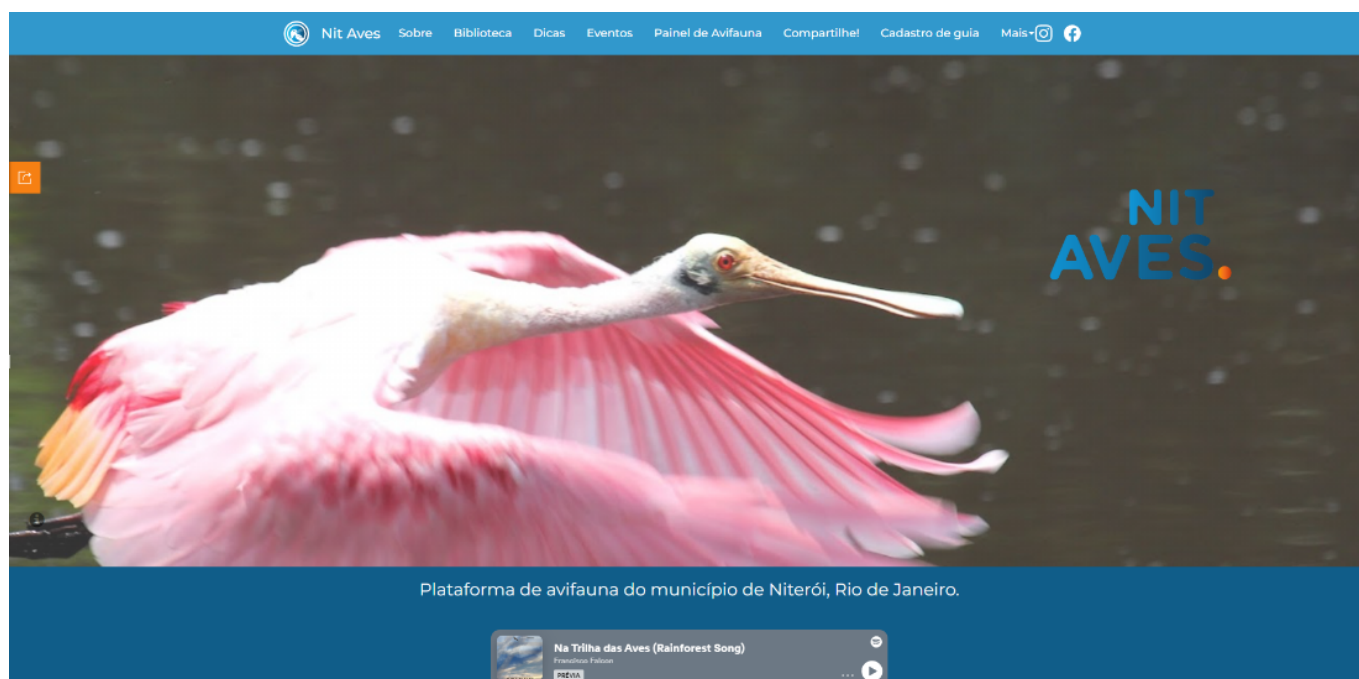 Nit Aves Sobre Biblioteca Dicas Eventos Painel de Avifauna Compartilhe! Cadastro de guia Mais
NIT
AVES.
Plataforma de avifauna do município de Niterói, Rio de Janeiro.
Na Trilha das Aves (Rainforest Song)
Francisco Falcon
PRÉVIA